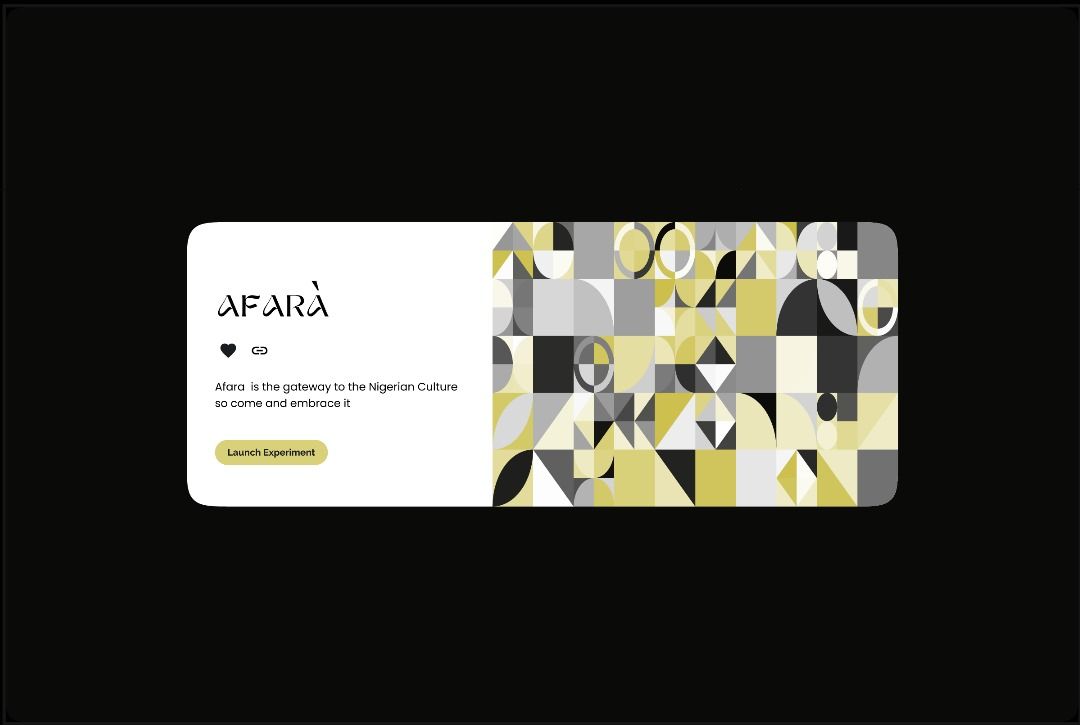 AFARÀ
Afara  is the gateway to the Nigerian Culture
so come and embrace it
Launch Experiment